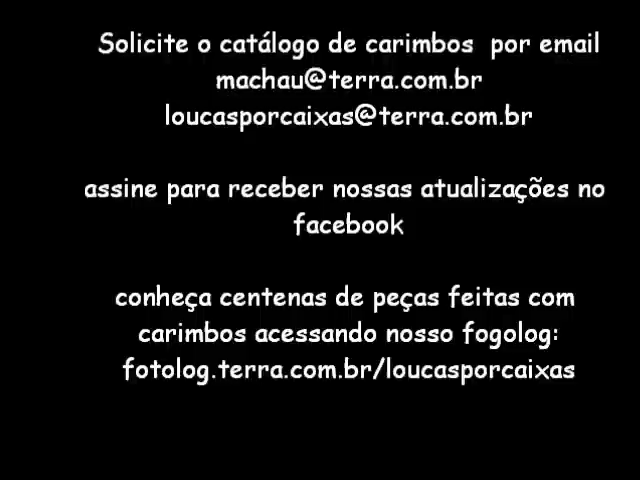 Solicite o catálogo de carimbos  por email
machau@terra.com.br
loucasporcaixas@terra.com.br
assine para receber nossas atualizações no
facebook
conheça centenas de peças feitas com
carimbos acessando nosso fogolog:
fotolog.terra.com.br/loucasporcaixas